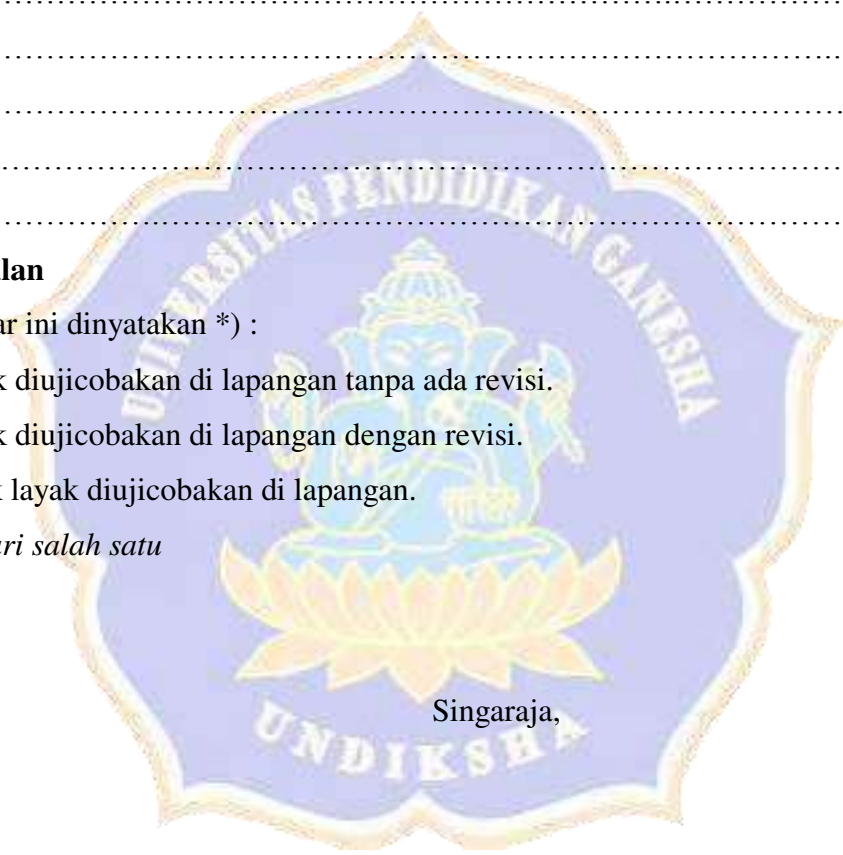 ……………………………………………………………………………
……………………………………………………………………………
……………………………………………………………………………
……………………………………………………………………………
……………………………………………………………………………
UNIVERSITAS PENDIDIKAN GANESHA
lan
ar ini dinyatakan *) :
k diujicobakan di lapangan tanpa ada revisi.
k diujicobakan di lapangan dengan revisi.
k layak diujicobakan di lapangan.
ari salah satu
Singaraja,
UNDIKSHA